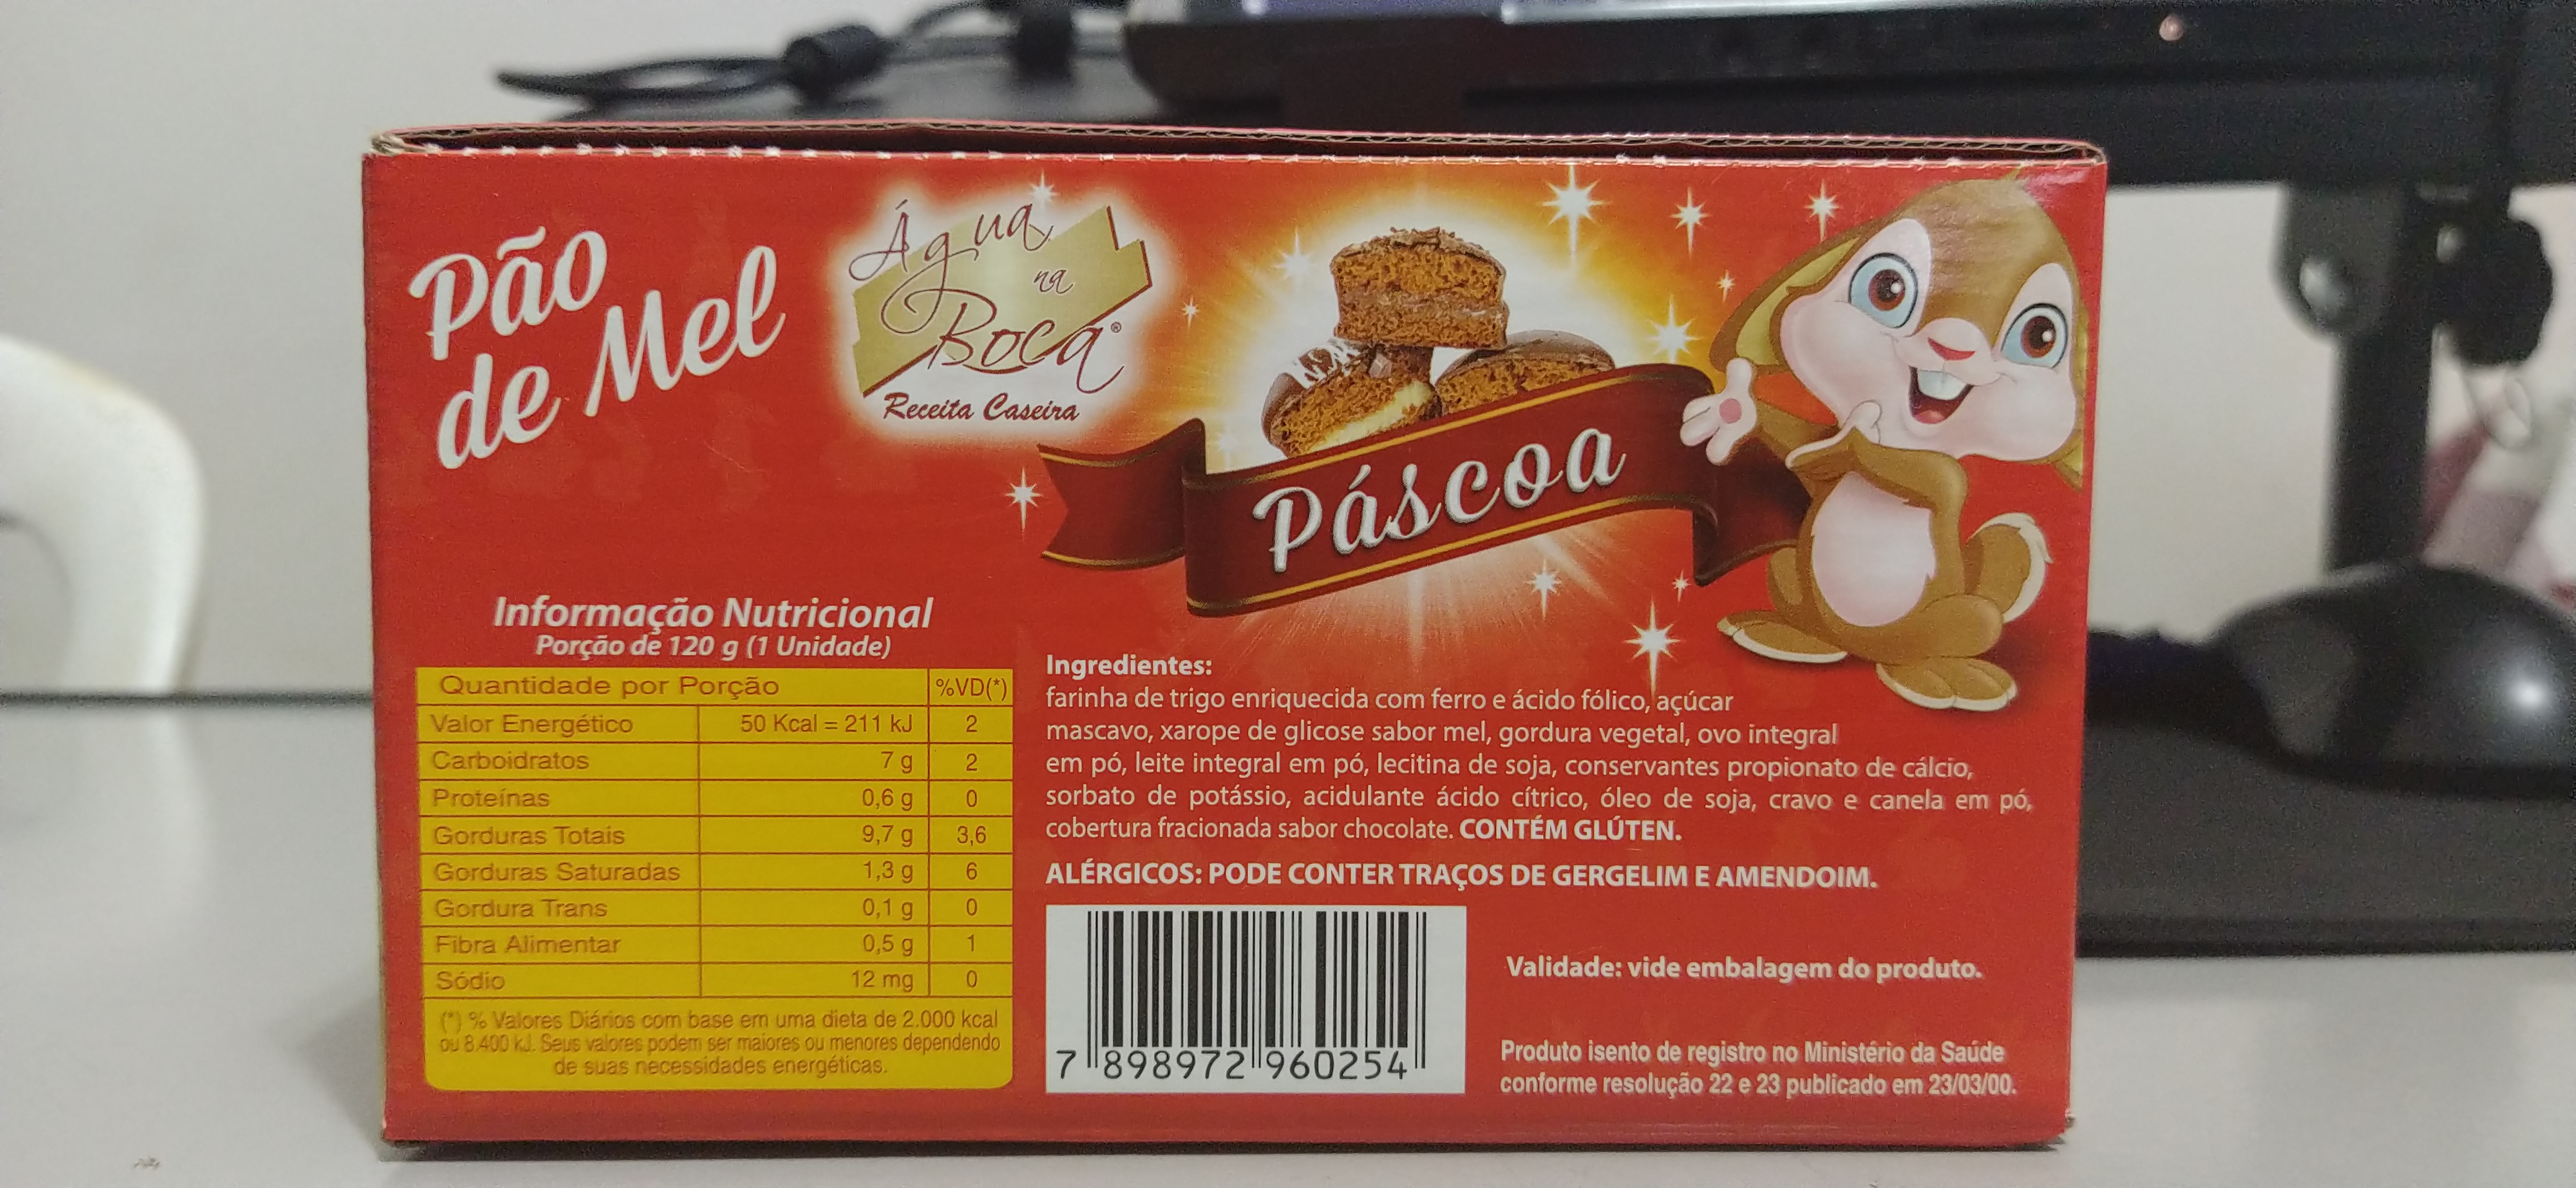 Pão
de Mel
Água
na
Boca®
Receita Caseira
Páscoa
Informação Nutricional
Porção de 120 g (1 Unidade)
Quantidade por Porção %VD(*)
Valor Energético 50 Kcal = 211 kJ 2
Carboidratos 7 g 2
Proteínas 0,6 g 0
Gorduras Totais 9,7 g 3,6
Gorduras Saturadas 1,3 g 6
Gordura Trans 0,1 g 0
Fibra Alimentar 0,5 g 1
Sódio 12 mg 0
(*) % Valores Diários com base em uma dieta de 2.000 kcal
ou 8.400 kJ. Seus valores podem ser maiores ou menores dependendo
de suas necessidades energéticas.
Ingredientes:
farinha de trigo enriquecida com ferro e ácido fólico, açúcar
mascavo, xarope de glicose sabor mel, gordura vegetal, ovo integral
em pó, leite integral em pó, lecitina de soja, conservantes propionato de cálcio,
sorbato de potássio, acidulante ácido cítrico, óleo de soja, cravo e canela em pó,
cobertura fracionada sabor chocolate. CONTÉM GLÚTEN.
ALÉRGICOS: PODE CONTER TRAÇOS DE GERGELIM E AMENDOIM.
7 898972 960254
Validade: vide embalagem do produto.
Produto isento de registro no Ministério da Saúde
conforme resolução 22 e 23 publicado em 23/03/00.